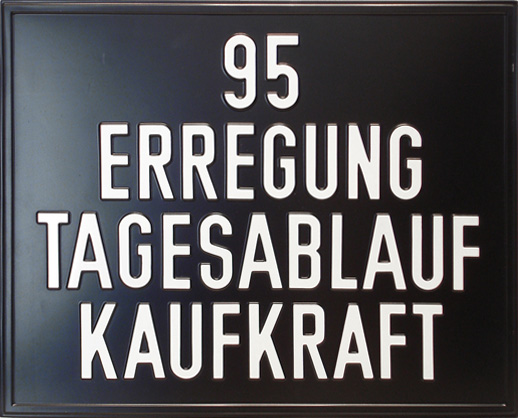 95
ERREGUNG
TAGESABLAUF
KAUFKRAFT